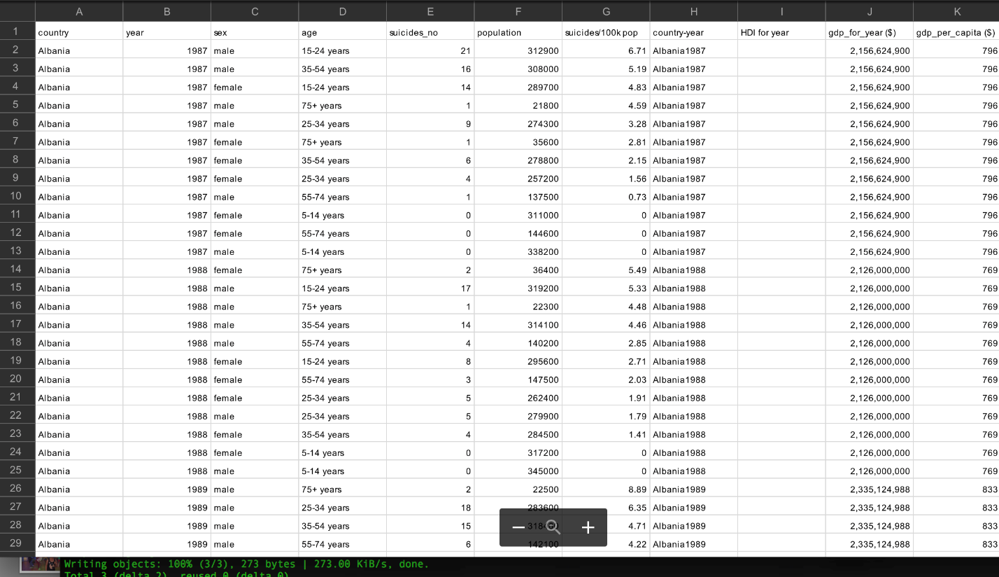 A B C D E F G H I J K
1 country year sex age suicides_no population suicides/100k pop country-year HDI for year gdp_for_year ($) gdp_per_capita ($)
2 Albania 1987 male 15-24 years 21 312900 6.71 Albania1987 2,156,624,900 796
3 Albania 1987 male 35-54 years 16 308000 5.19 Albania1987 2,156,624,900 796
4 Albania 1987 female 15-24 years 14 289700 4.83 Albania1987 2,156,624,900 796
5 Albania 1987 male 75+ years 1 21800 4.59 Albania1987 2,156,624,900 796
6 Albania 1987 male 25-34 years 9 274300 3.28 Albania1987 2,156,624,900 796
7 Albania 1987 female 75+ years 1 35600 2.81 Albania1987 2,156,624,900 796
8 Albania 1987 female 35-54 years 6 278800 2.15 Albania1987 2,156,624,900 796
9 Albania 1987 female 25-34 years 4 257200 1.56 Albania1987 2,156,624,900 796
10 Albania 1987 male 55-74 years 1 137500 0.73 Albania1987 2,156,624,900 796
11 Albania 1987 female 5-14 years 0 311000 0 Albania1987 2,156,624,900 796
12 Albania 1987 female 55-74 years 0 144600 0 Albania1987 2,156,624,900 796
13 Albania 1987 male 5-14 years 0 338200 0 Albania1987 2,156,624,900 796
14 Albania 1988 female 75+ years 2 36400 5.49 Albania1988 2,126,000,000 769
15 Albania 1988 male 15-24 years 17 319200 5.33 Albania1988 2,126,000,000 769
16 Albania 1988 male 75+ years 1 22300 4.48 Albania1988 2,126,000,000 769
17 Albania 1988 male 35-54 years 14 314100 4.46 Albania1988 2,126,000,000 769
18 Albania 1988 male 55-74 years 4 140200 2.85 Albania1988 2,126,000,000 769
19 Albania 1988 female 15-24 years 8 295600 2.71 Albania1988 2,126,000,000 769
20 Albania 1988 female 55-74 years 3 147500 2.03 Albania1988 2,126,000,000 769
21 Albania 1988 female 25-34 years 5 262400 1.91 Albania1988 2,126,000,000 769
22 Albania 1988 male 25-34 years 5 279900 1.79 Albania1988 2,126,000,000 769
23 Albania 1988 female 35-54 years 4 284500 1.41 Albania1988 2,126,000,000 769
24 Albania 1988 female 5-14 years 0 317200 0 Albania1988 2,126,000,000 769
25 Albania 1988 male 5-14 years 0 345000 0 Albania1988 2,126,000,000 769
26 Albania 1989 male 75+ years 2 22500 8.89 Albania1989 2,335,124,988 833
27 Albania 1989 male 25-34 years 18 283600 6.35 Albania1989 2,335,124,988 833
28 Albania 1989 male 35-54 years 15 4.71 Albania1989 2,335,124,988 833
29 Albania 1989 male 55-74 years 6 142100 4.22 Albania1989 2,335,124,988 833
Writing objects: 100% (3/3), 273 bytes | 273.00 KiB/s, done.
Total 3 (delta 2), reused 0 (delta 0)